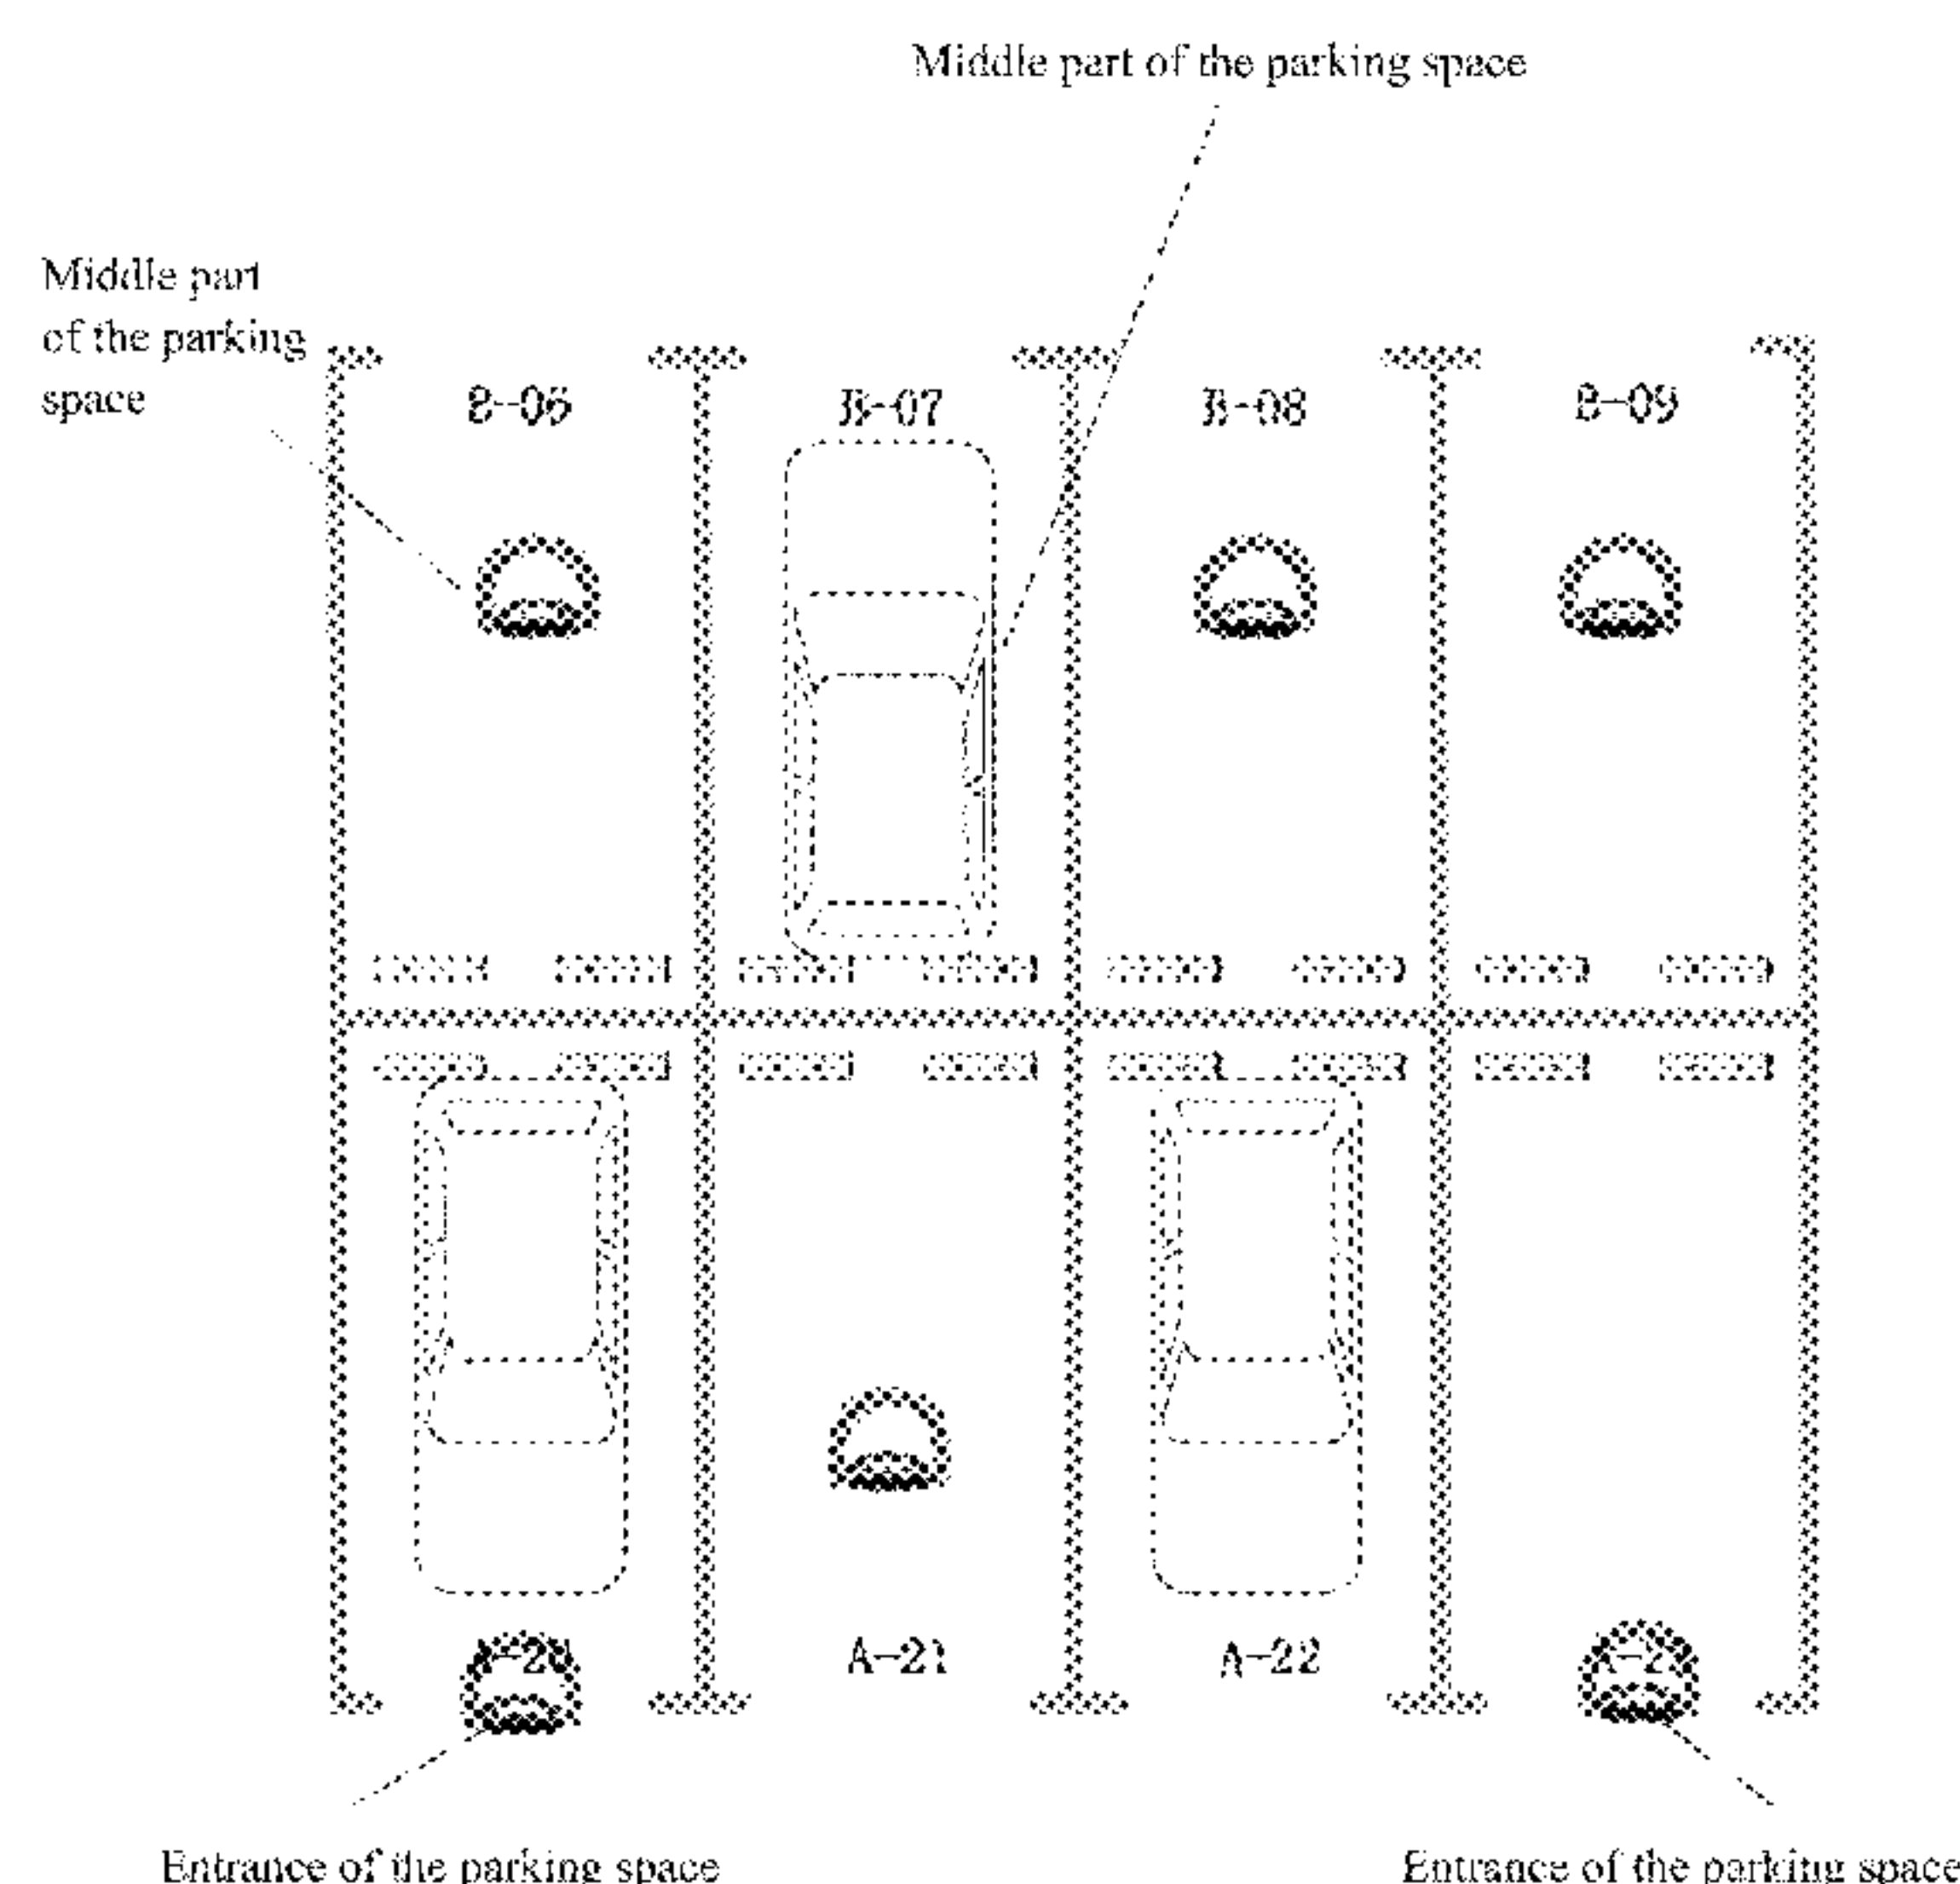 Middle part of the parking space
Middle part
of the parking
space
B-06
B-07
B-08
B-09
A-21
A-22
Entrance of the parking space
Entrance of the parking space